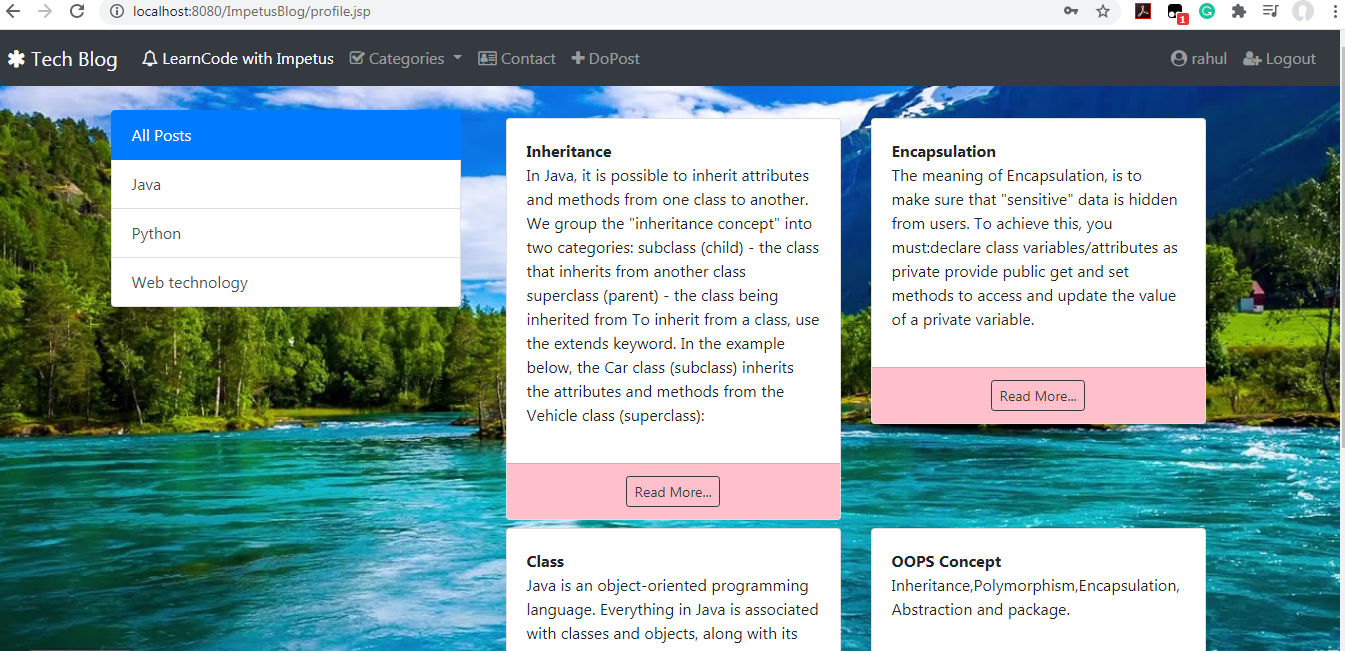 localhost:8080/ImpetusBlog/profile.jsp
1
Tech Blog LearnCode with Impetus Categories Contact DoPost rahul Logout
All Posts
Java
Python
Web technology
Inheritance
In Java, it is possible to inherit attributes
and methods from one class to another.
We group the "inheritance concept" into
two categories: subclass (child) - the class
that inherits from another class
superclass (parent) - the class being
inherited from To inherit from a class, use
the extends keyword. In the example
below, the Car class (subclass) inherits
the attributes and methods from the
Vehicle class (superclass):
Read More...
Encapsulation
The meaning of Encapsulation, is to
make sure that "sensitive" data is hidden
from users. To achieve this, you
must:declare class variables/attributes as
private provide public get and set
methods to access and update the value
of a private variable.
Read More...
Class
Java is an object-oriented programming
language. Everything in Java is associated
with classes and objects, along with its
OOPS Concept
Inheritance,Polymorphism,Encapsulation,
Abstraction and package.